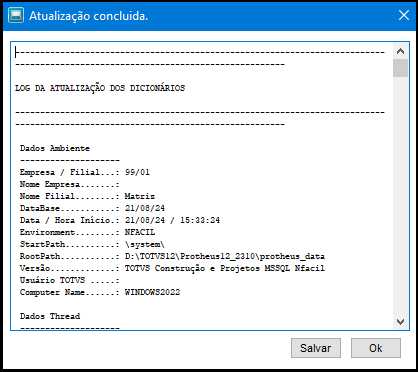 Atualização concluida.
--------------------------------------------------------------------------
------------------------------------------------------
LOG DA ATUALIZAÇÃO DOS DICIONÁRIOS
--------------------------------------------------------------------------
------------------------------------------------------
Dados Ambiente
--------------------
Empresa / Filial...: 99/01
Nome Empresa.......:
Nome Filial........: Matriz
DataBase...........: 21/08/24
Data / Hora Início.: 21/08/24 / 15:33:24
Environment........: NFACIL
StartPath..........: \system\
RootPath...........: D:\TOTVS12\Protheus12_2310\protheus_data
Versão.............: TOTVS Construção e Projetos MSSQL Nfacil
Usuário TOTVS .....:
Computer Name......: WINDOWS2022
Dados Thread
--------------------
Salvar
Ok